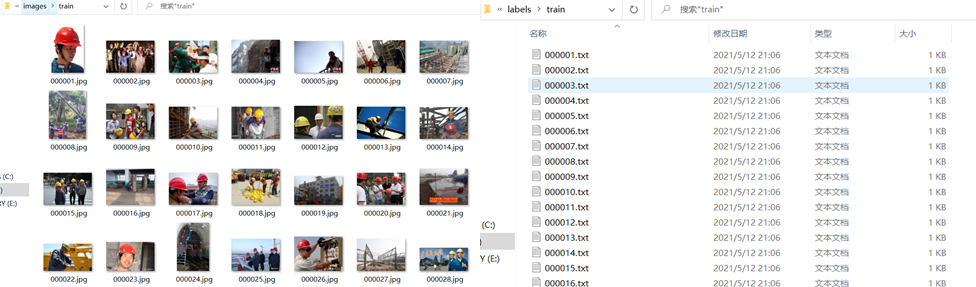 « images › train
搜索"train"
000001.jpg 000002.jpg 000003.jpg 000004.jpg 000005.jpg 000006.jpg 000007.jpg
000008.jpg 000009.jpg 000010.jpg 000011.jpg 000012.jpg 000013.jpg 000014.jpg
(C:)
RY (E:)
000015.jpg 000016.jpg 000017.jpg 000018.jpg 000019.jpg 000020.jpg 000021.jpg
000022.jpg 000023.jpg 000024.jpg 000025.jpg 000026.jpg 000027.jpg 000028.jpg
« labels › train
搜索"train"
名称 修改日期 类型 大小
000001.txt 2021/5/12 21:06 文本文档 1 KB
000002.txt 2021/5/12 21:06 文本文档 1 KB
000003.txt 2021/5/12 21:06 文本文档 1 KB
000004.txt 2021/5/12 21:06 文本文档 1 KB
000005.txt 2021/5/12 21:06 文本文档 1 KB
000006.txt 2021/5/12 21:06 文本文档 1 KB
000007.txt 2021/5/12 21:06 文本文档 1 KB
000008.txt 2021/5/12 21:06 文本文档 1 KB
000009.txt 2021/5/12 21:06 文本文档 1 KB
000010.txt 2021/5/12 21:06 文本文档 1 KB
000011.txt 2021/5/12 21:06 文本文档 1 KB
000012.txt 2021/5/12 21:06 文本文档 1 KB
000013.txt 2021/5/12 21:06 文本文档 1 KB
000014.txt 2021/5/12 21:06 文本文档 1 KB
000015.txt 2021/5/12 21:06 文本文档 1 KB
000016.txt 2021/5/12 21:06 文本文档 1 KB
(C:)
Y (E:)